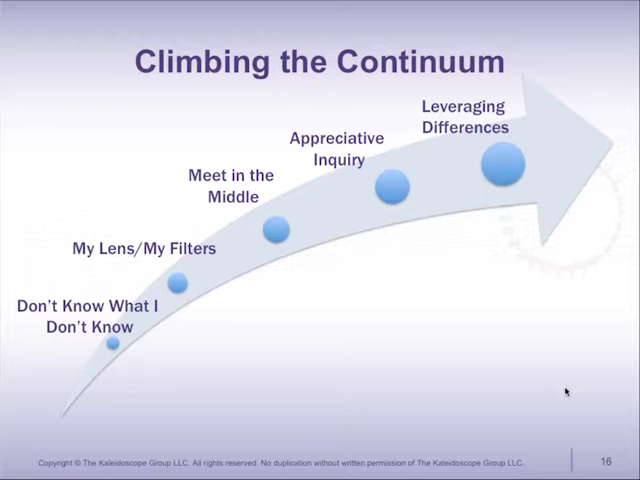 Climbing the Continuum
Leveraging
Differences
Appreciative
Inquiry
Meet in the
Middle
My Lens/My Filters
Don't Know What I
Don't Know
Copyright © The Kaleidoscope Group LLC. All rights reserved. No duplication without written permission of The Kaleidoscope Group LLC.
16